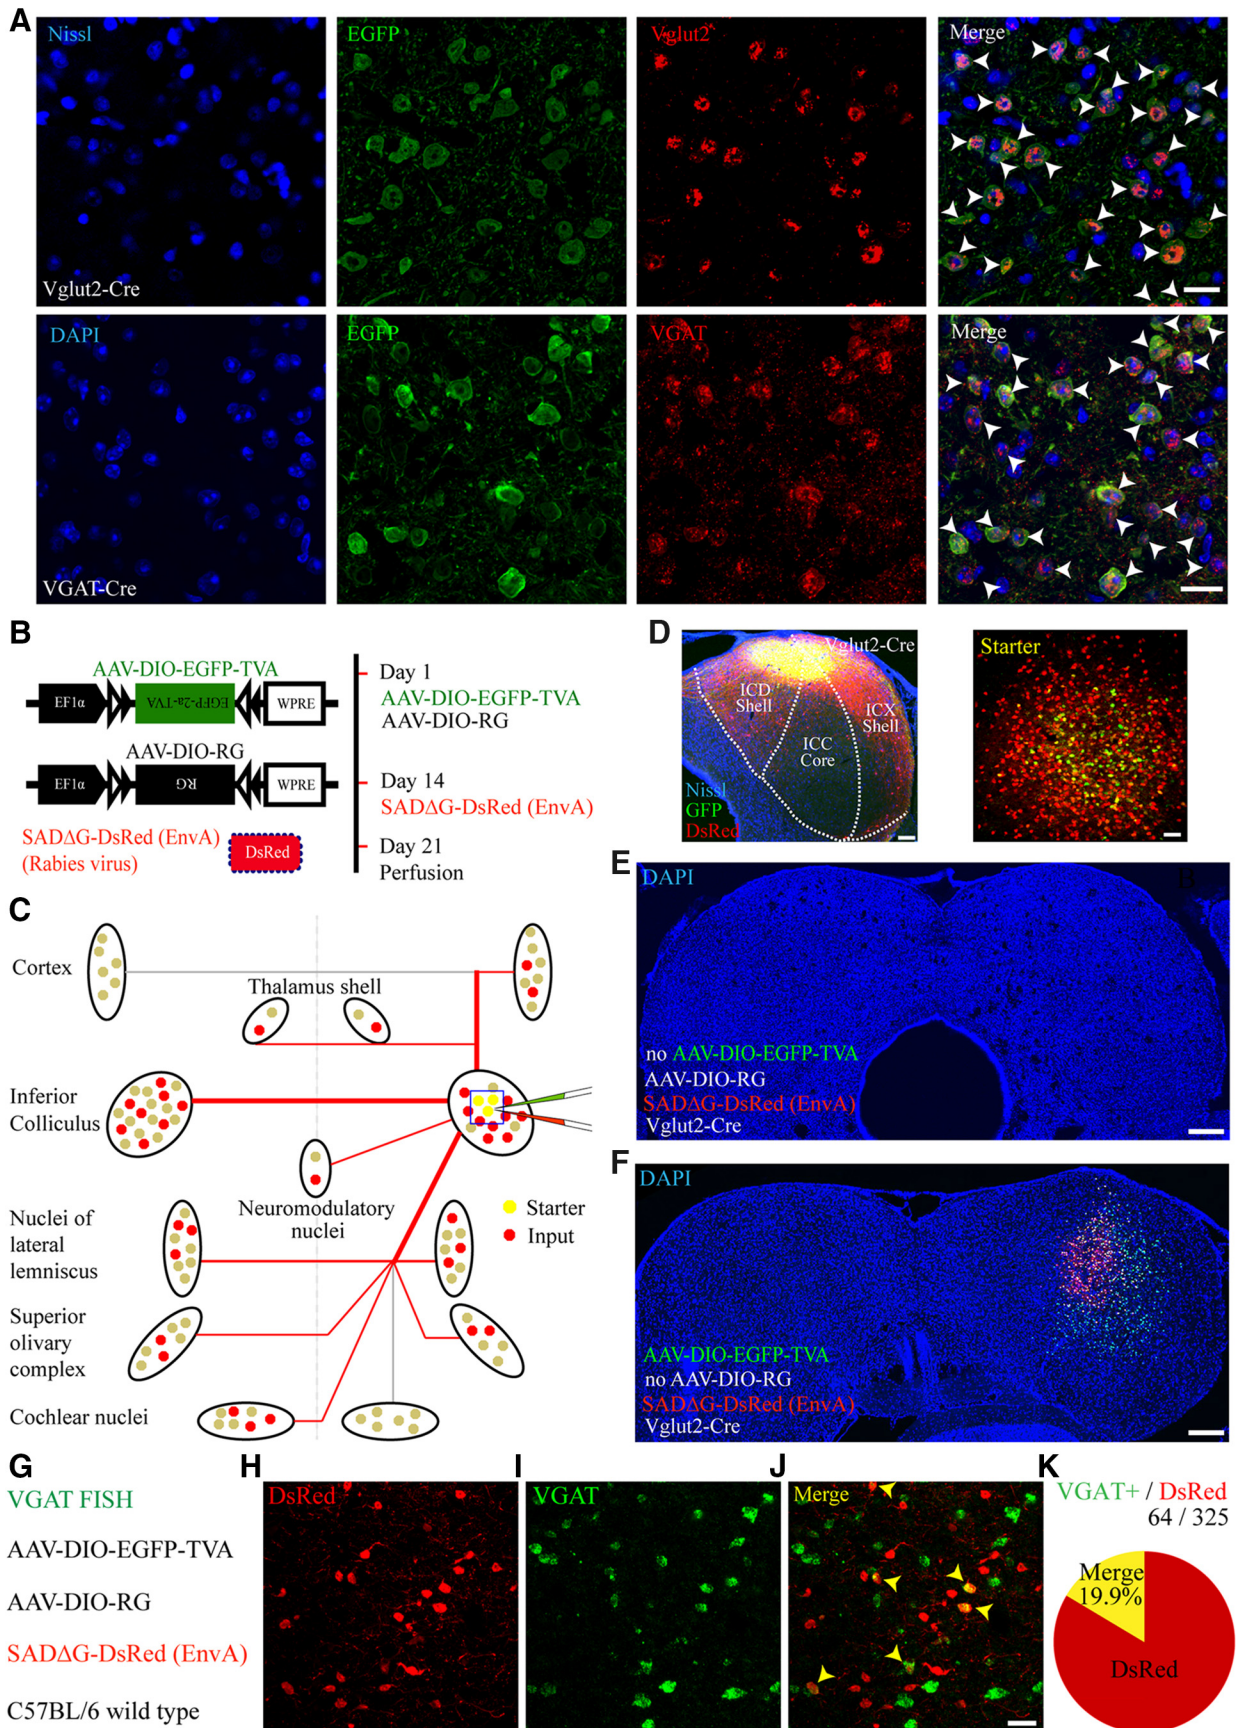 A
Nissl
EGFP
Vglut2
Merge
Vglut2-Cre
DAPI
EGFP
VGAT
Merge
VGAT-Cre
B
AAV-DIO-EGFP-TVA
EF1α
EGFP-2a-TVA
WPRE
AAV-DIO-RG
EF1α
RG
WPRE
SADΔG-DsRed (EnvA)
(Rabies virus)
DsRed
Day 1
AAV-DIO-EGFP-TVA
AAV-DIO-RG
Day 14
SADΔG-DsRed (EnvA)
Day 21
Perfusion
C
Cortex
Thalamus shell
Inferior
Colliculus
Neuromodulatory
nuclei
Starter
Input
Nuclei of
lateral
lemniscus
Superior
olivary
complex
Cochlear nuclei
D
Vglut2-Cre
ICD
Shell
ICX
Shell
ICC
Core
Nissl
GFP
DsRed
Starter
E
DAPI
B
no AAV-DIO-EGFP-TVA
AAV-DIO-RG
SADΔG-DsRed (EnvA)
Vglut2-Cre
F
DAPI
AAV-DIO-EGFP-TVA
no AAV-DIO-RG
SADΔG-DsRed (EnvA)
Vglut2-Cre
G
VGAT FISH
AAV-DIO-EGFP-TVA
AAV-DIO-RG
SADΔG-DsRed (EnvA)
C57BL/6 wild type
H
DsRed
I
VGAT
J
Merge
K
VGAT+ / DsRed
64 / 325
Merge
19.9%
DsRed